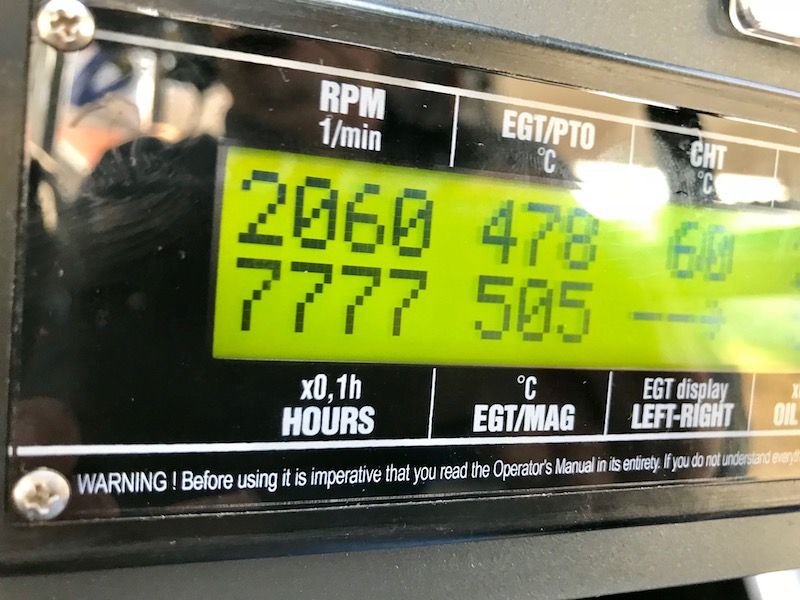 RPM EGT/PTO CHT
1/min °C °C
2060 478 60
7777 505 --→
x0,1h °C EGT display
HOURS EGT/MAG LEFT-RIGHT OIL
WARNING ! Before using it is imperative that you read the Operator's Manual in its entirety. If you do not understand